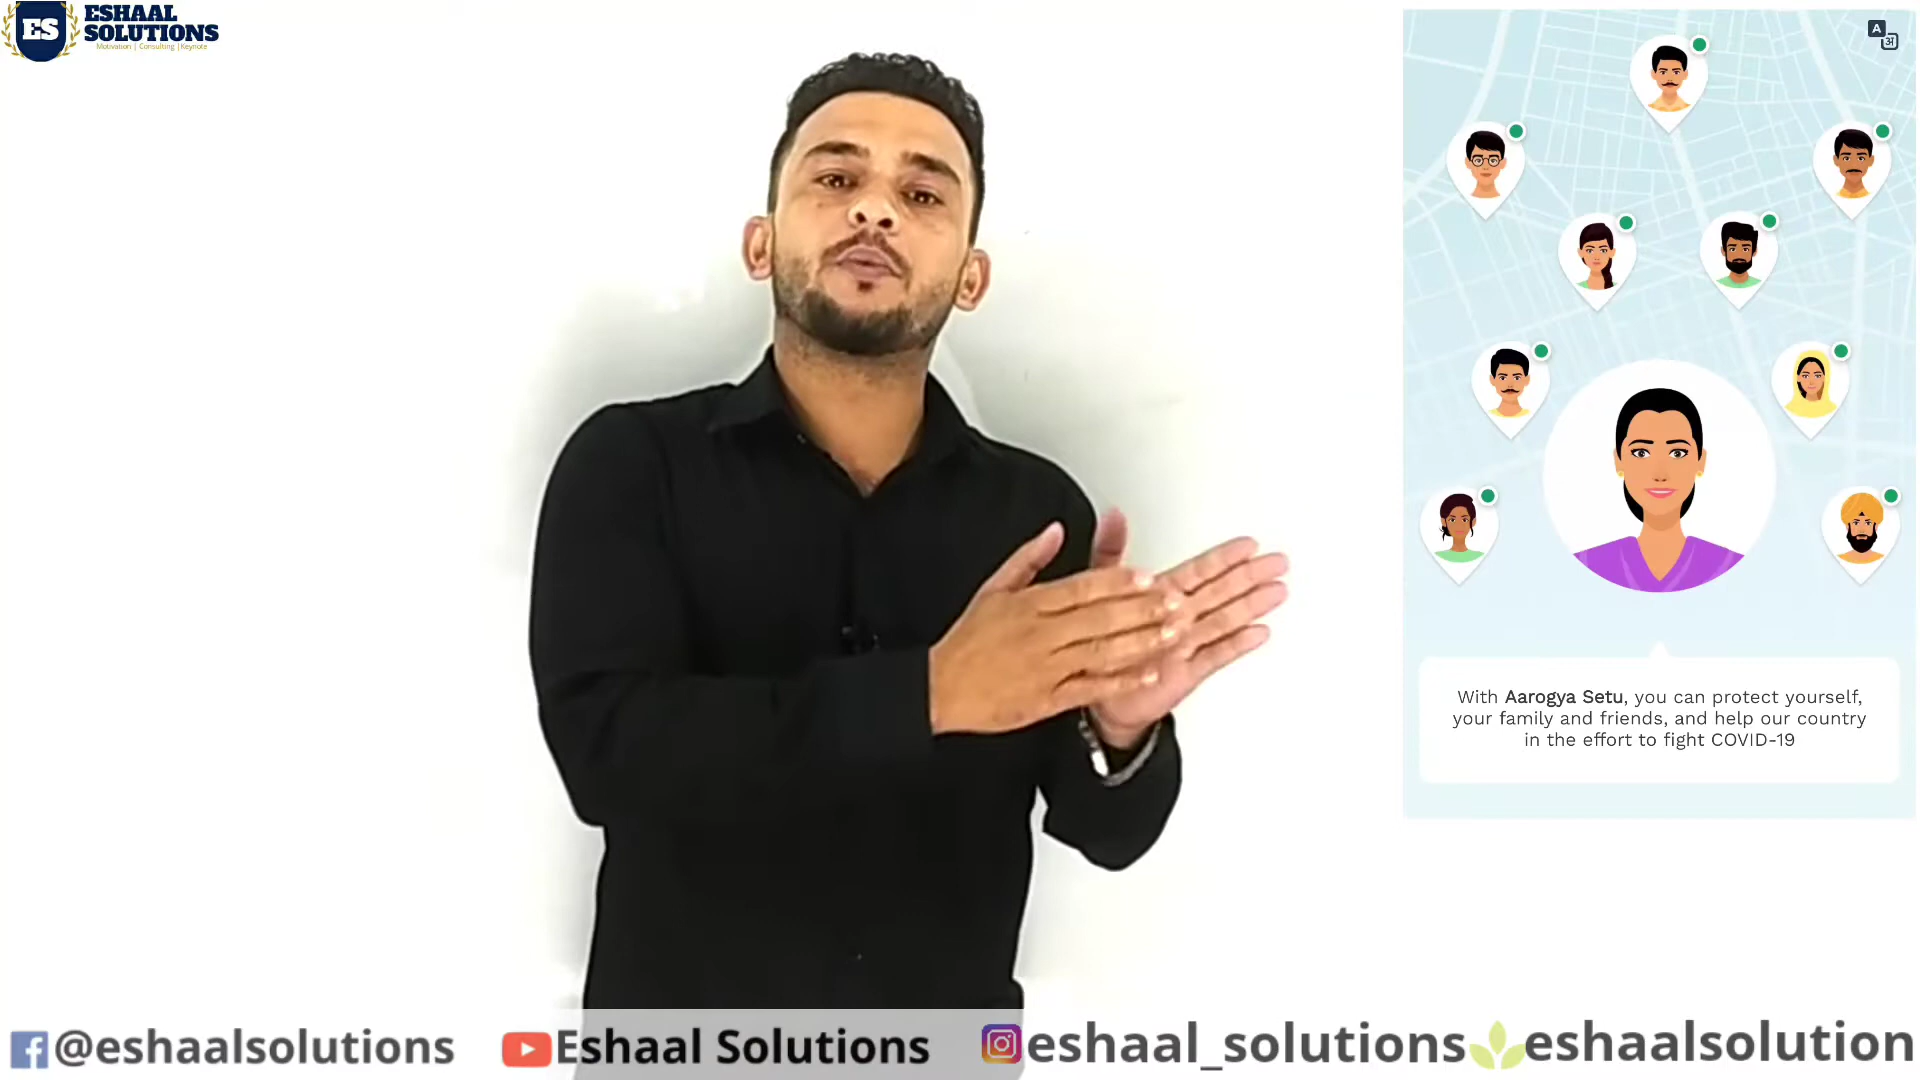 ES
ESHAAL
SOLUTIONS
Motivation | Consulting |Keynote
A
अ
With Aarogya Setu, you can protect yourself,
your family and friends, and help our country
in the effort to fight COVID-19
@eshaalsolutions
Eshaal Solutions
eshaal_solutions
eshaalsolution